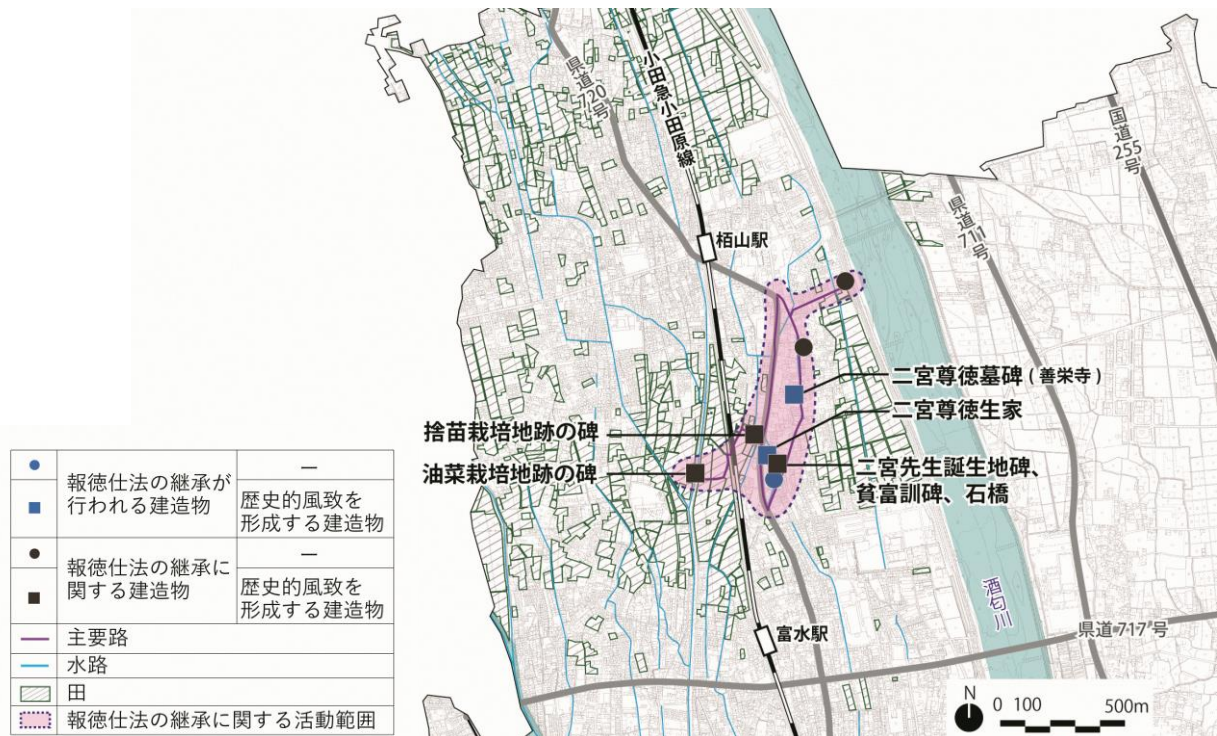 県道
720号
小田急小田原線
国道
255号
県道
711号
栢山駅
二宮尊徳墓碑(善栄寺)
二宮尊徳生家
捨苗栽培地跡の碑
油菜栽培地跡の碑
二宮先生誕生地碑、
貧富訓碑、石橋
酒匂川
富水駅
県道717号
N
0 100 500m
報徳仕法の継承が
行われる建造物
―
歴史的風致を
形成する建造物
報徳仕法の継承に
関する建造物
―
歴史的風致を
形成する建造物
主要路
水路
田
報徳仕法の継承に関する活動範囲